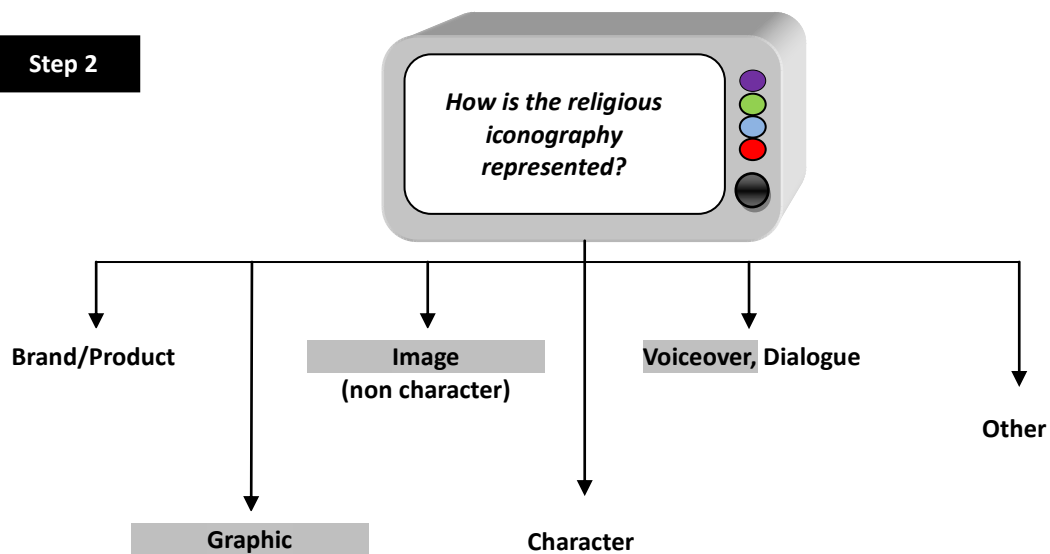 Step 2
How is the religious
iconography
represented?
Brand/Product
Image
(non character)
Voiceover, Dialogue
Other
Graphic
Character